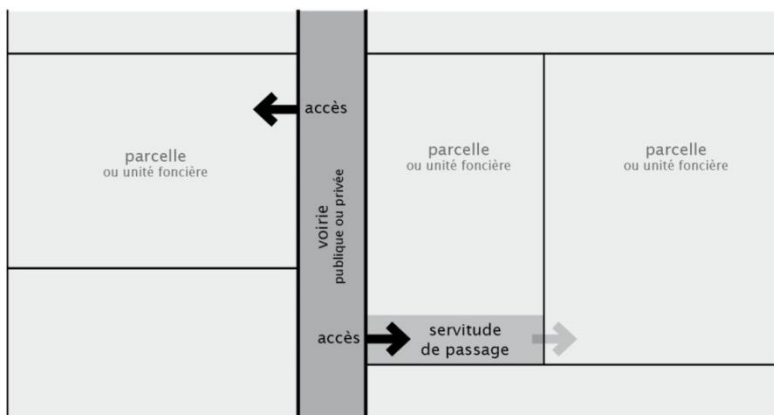 accès
parcelle
ou unité foncière
voirie
publique ou privée
parcelle
ou unité foncière
parcelle
ou unité foncière
accès
servitude
de passage